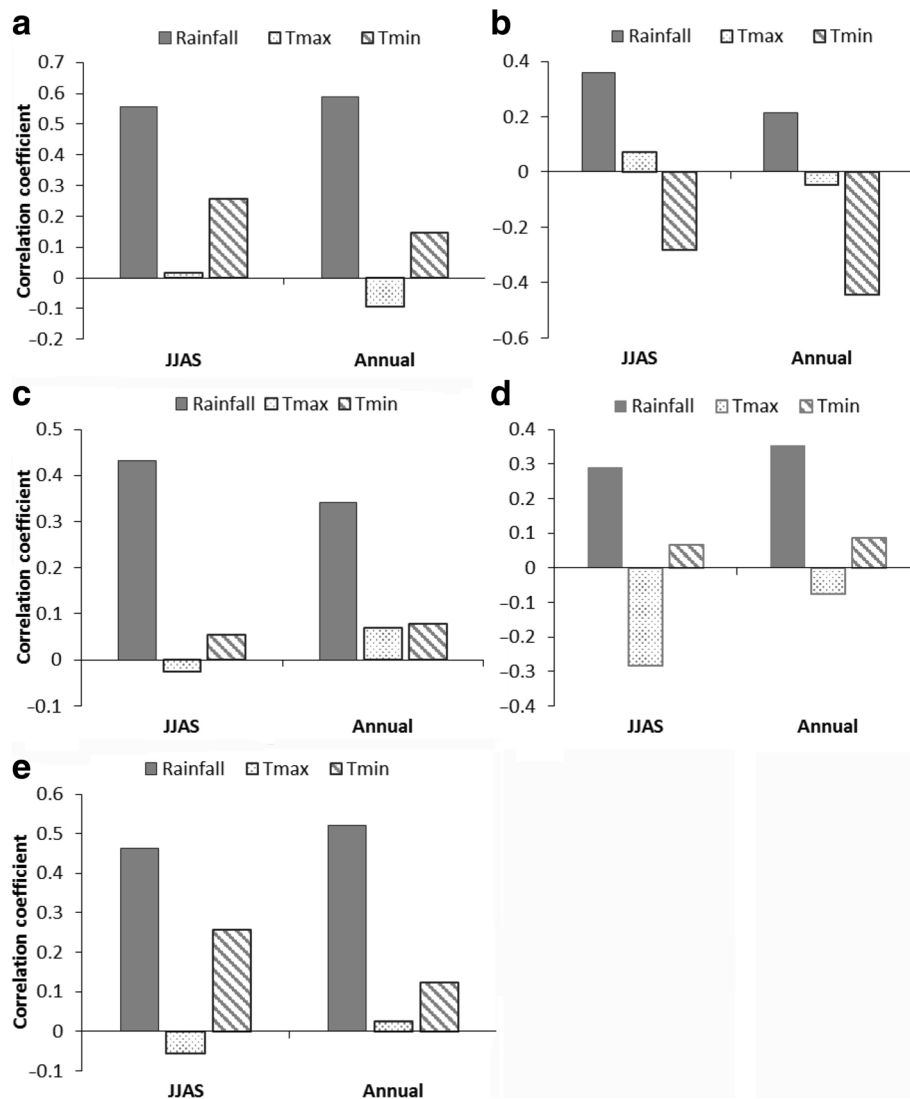 a
Rainfall Tmax Tmin
Correlation coefficient
0.7
0.6
0.5
0.4
0.3
0.2
0.1
0
−0.1
−0.2
JJAS Annual
b
Rainfall Tmax Tmin
0.4
0.2
0
−0.2
−0.4
−0.6
JJAS Annual
c
Rainfall Tmax Tmin
Correlation coefficient
0.5
0.4
0.3
0.2
0.1
0
−0.1
JJAS Annual
d
Rainfall Tmax Tmin
0.4
0.3
0.2
0.1
0
−0.1
−0.2
−0.3
−0.4
JJAS Annual
e
Rainfall Tmax Tmin
Correlation coefficient
0.6
0.5
0.4
0.3
0.2
0.1
0
−0.1
JJAS Annual